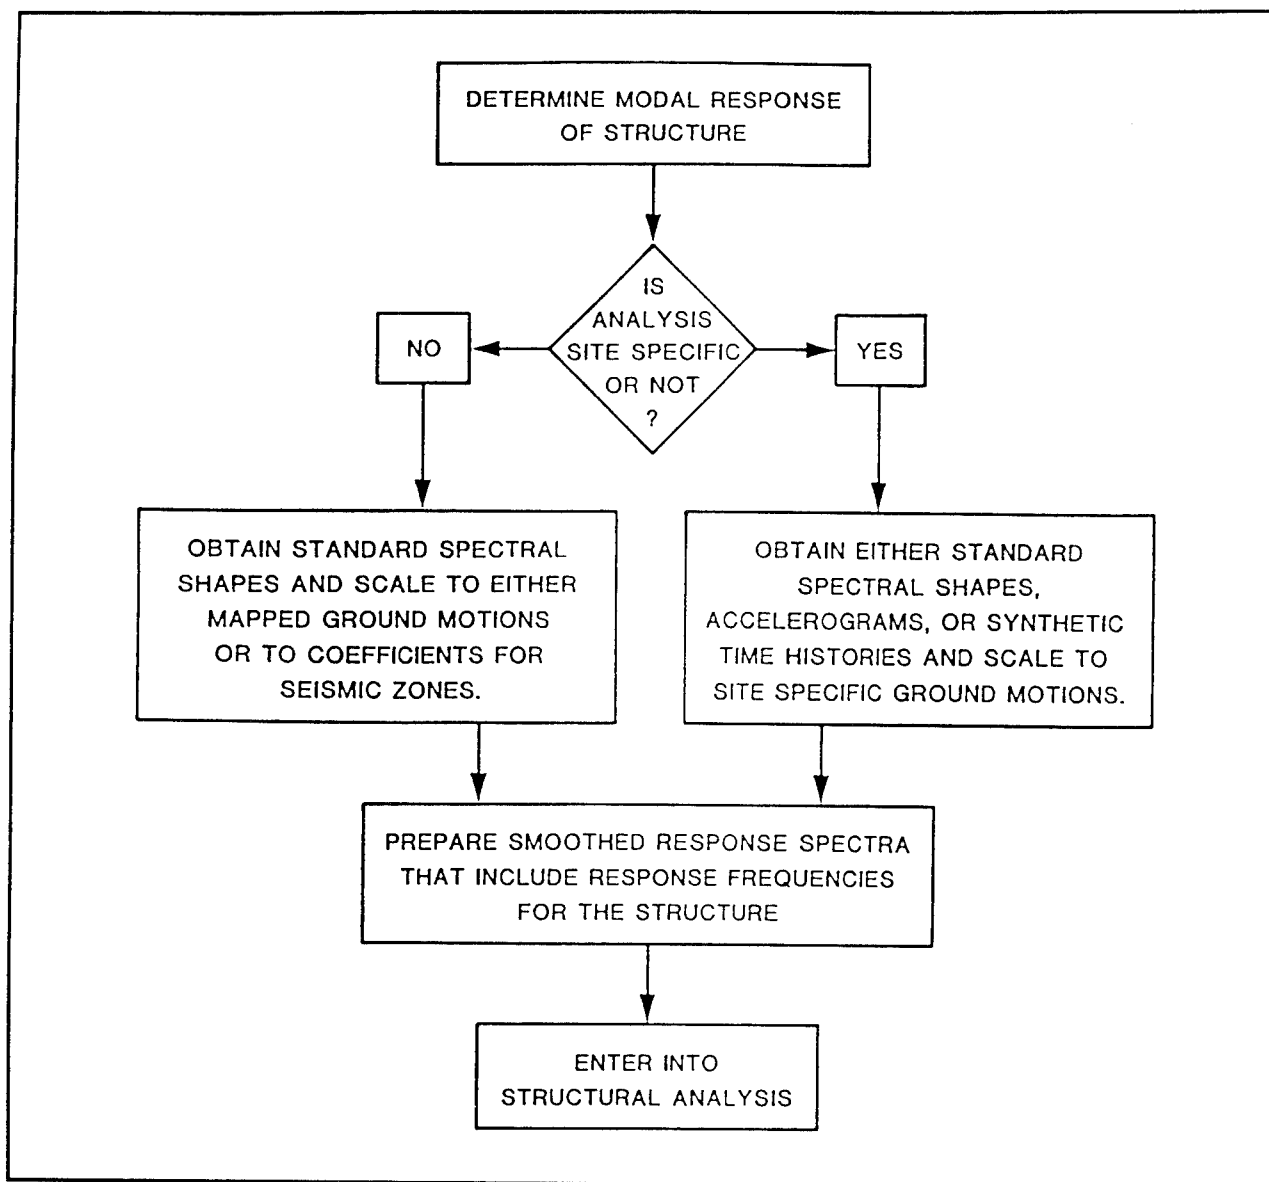 DETERMINE MODAL RESPONSE
OF STRUCTURE
IS
ANALYSIS
SITE SPECIFIC
OR NOT
?
NO
YES
OBTAIN STANDARD SPECTRAL
SHAPES AND SCALE TO EITHER
MAPPED GROUND MOTIONS
OR TO COEFFICIENTS FOR
SEISMIC ZONES.
OBTAIN EITHER STANDARD
SPECTRAL SHAPES,
ACCELEROGRAMS, OR SYNTHETIC
TIME HISTORIES AND SCALE TO
SITE SPECIFIC GROUND MOTIONS.
PREPARE SMOOTHED RESPONSE SPECTRA
THAT INCLUDE RESPONSE FREQUENCIES
FOR THE STRUCTURE
ENTER INTO
STRUCTURAL ANALYSIS